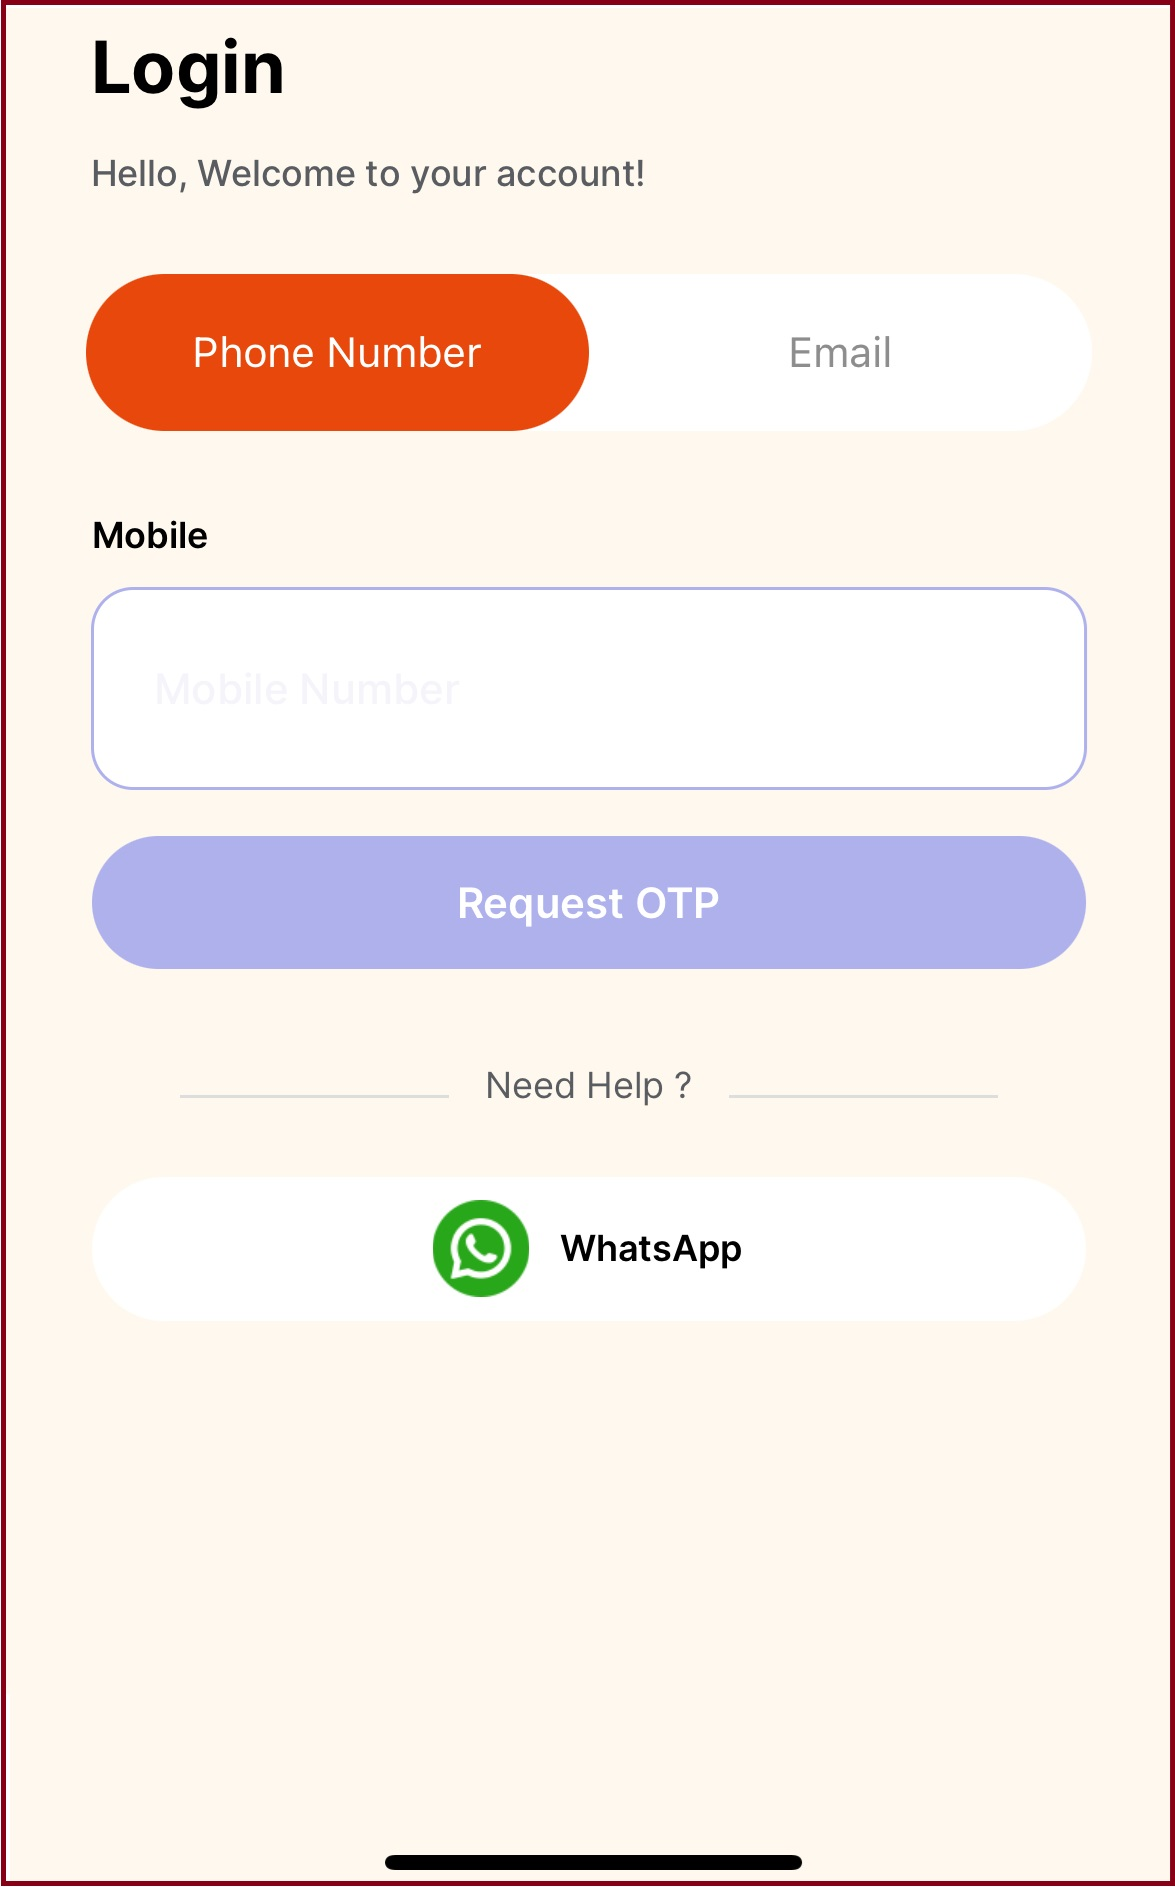 Login
Hello, Welcome to your account!
Phone Number
Email
Mobile
Mobile Number
Request OTP
Need Help ?
WhatsApp